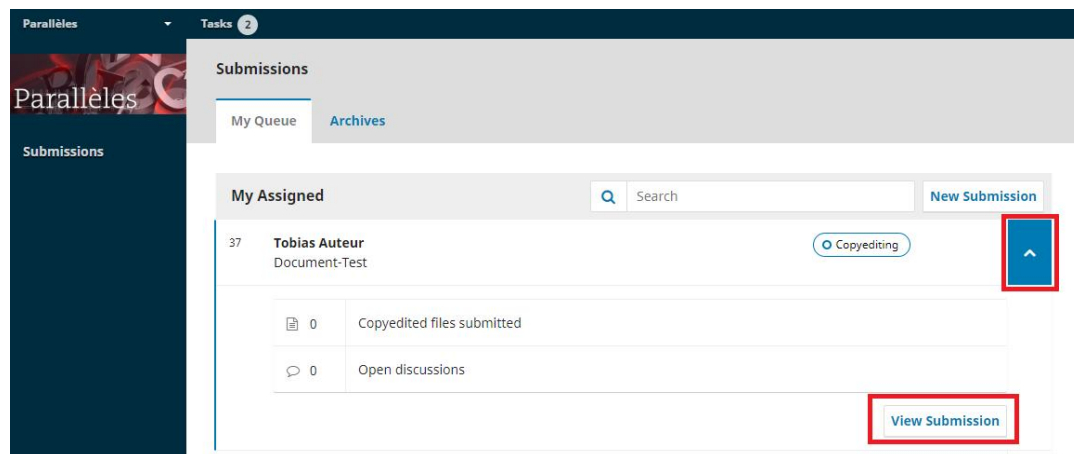 Parallèles Tasks 2
Parallèles
Submissions
Submissions
My Queue Archives
My Assigned Search New Submission
37 Tobias Auteur Copyediting
Document-Test
0 Copyedited files submitted
0 Open discussions
View Submission